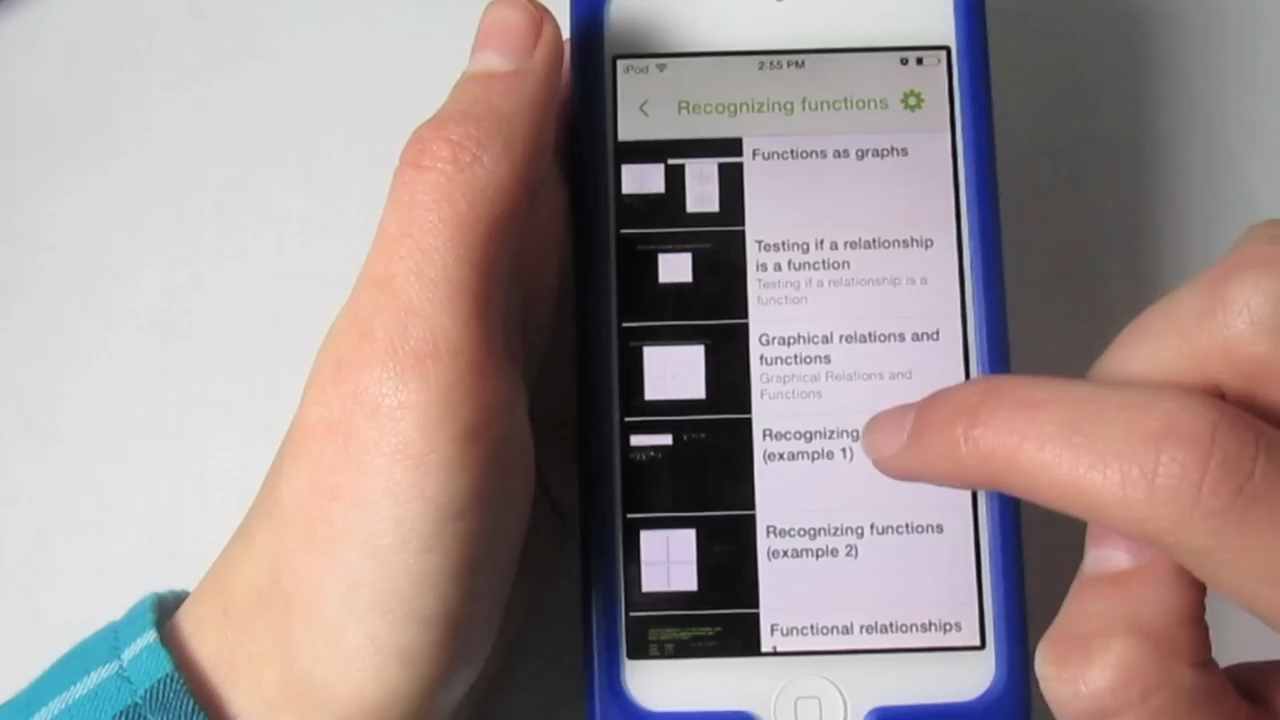 iPod
2:55 PM
Recognizing functions
Functions as graphs
Testing if a relationship
is a function
Testing if a relationship is a
function
Graphical relations and
functions
Graphical Relations and
Functions
Recognizing
(example 1)
Recognizing functions
(example 2)
Functional relationships